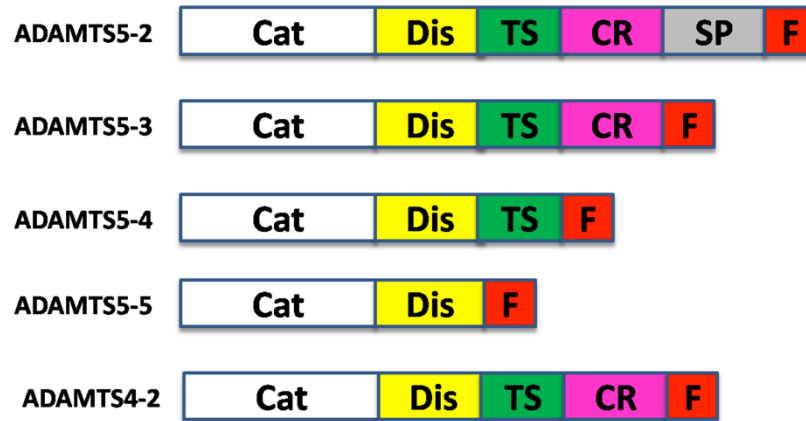 ADAMTS5-2 Cat Dis TS CR SP F
ADAMTS5-3 Cat Dis TS CR F
ADAMTS5-4 Cat Dis TS F
ADAMTS5-5 Cat Dis F
ADAMTS4-2 Cat Dis TS CR F